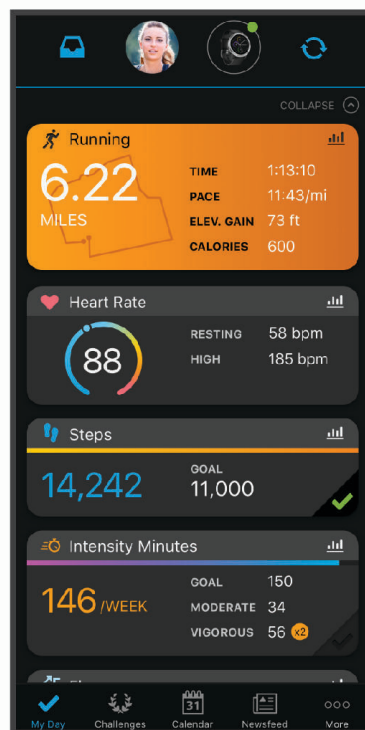 COLLAPSE
Running
6.22
MILES
TIME 1:13:10
PACE 11:43/mi
ELEV. GAIN 73 ft
CALORIES 600
Heart Rate
88
RESTING 58 bpm
HIGH 185 bpm
Steps
14,242
GOAL
11,000
Intensity Minutes
146 /WEEK
GOAL 150
MODERATE 34
VIGOROUS 56 x2
31
My Day Challenges Calendar Newsfeed More